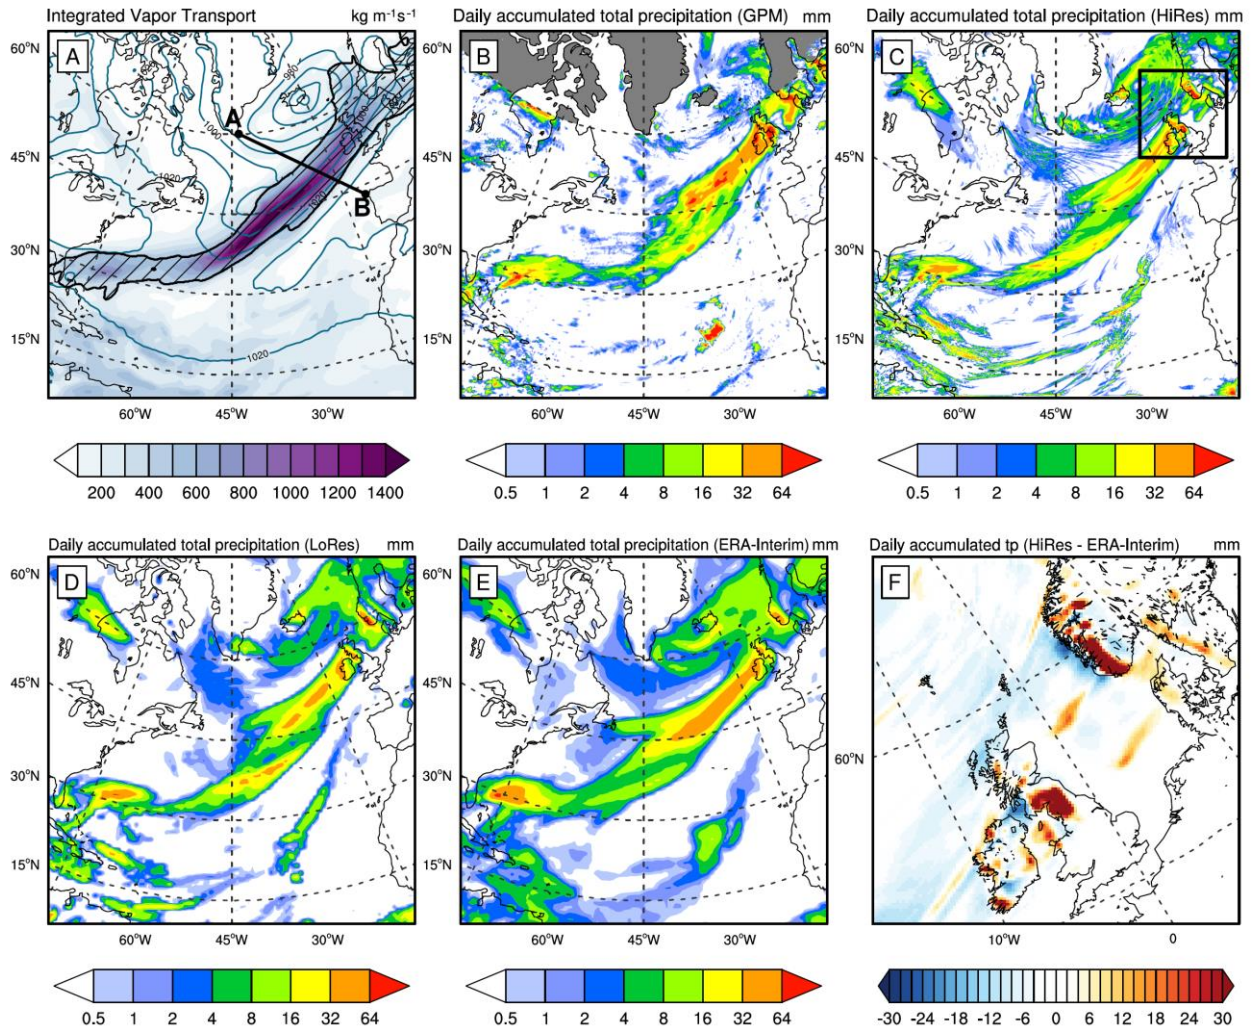 Integrated Vapor Transport kg m⁻¹s⁻¹
A
60°N
45°N
30°N
15°N
A
B
980
1000
1000
1020
1020
1020
60°W 45°W 30°W
200 400 600 800 1000 1200 1400
Daily accumulated total precipitation (GPM) mm
B
60°N
45°N
30°N
15°N
60°W 45°W 30°W
0.5 1 2 4 8 16 32 64
Daily accumulated total precipitation (HiRes) mm
C
60°N
45°N
30°N
15°N
60°W 45°W 30°W
0.5 1 2 4 8 16 32 64
Daily accumulated total precipitation (LoRes) mm
D
60°N
45°N
30°N
15°N
60°W 45°W 30°W
0.5 1 2 4 8 16 32 64
Daily accumulated total precipitation (ERA-Interim) mm
E
60°N
45°N
30°N
15°N
60°W 45°W 30°W
0.5 1 2 4 8 16 32 64
Daily accumulated tp (HiRes - ERA-Interim) mm
F
60°N
10°W 0
-30 -24 -18 -12 -6 0 6 12 18 24 30